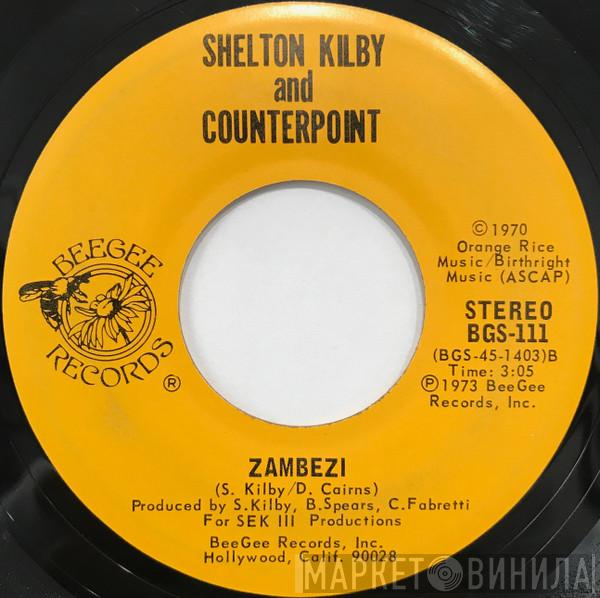 SHELTON KILBY
and
COUNTERPOINT
BEEGEE
RECORDS
®
©1970
Orange Rice
Music/Birthright
Music (ASCAP)
STEREO
BGS-111
(BGS-45-1403)B
Time: 3:05
℗1973 BeeGee
Records, Inc.
ZAMBEZI
(S. Kilby/D. Cairns)
Produced by S.Kilby, B.Spears, C.Fabretti
For SEK III Productions
BeeGee Records, Inc.
Hollywood, Calif. 90028
МАРКЕТ ВИНИЛА